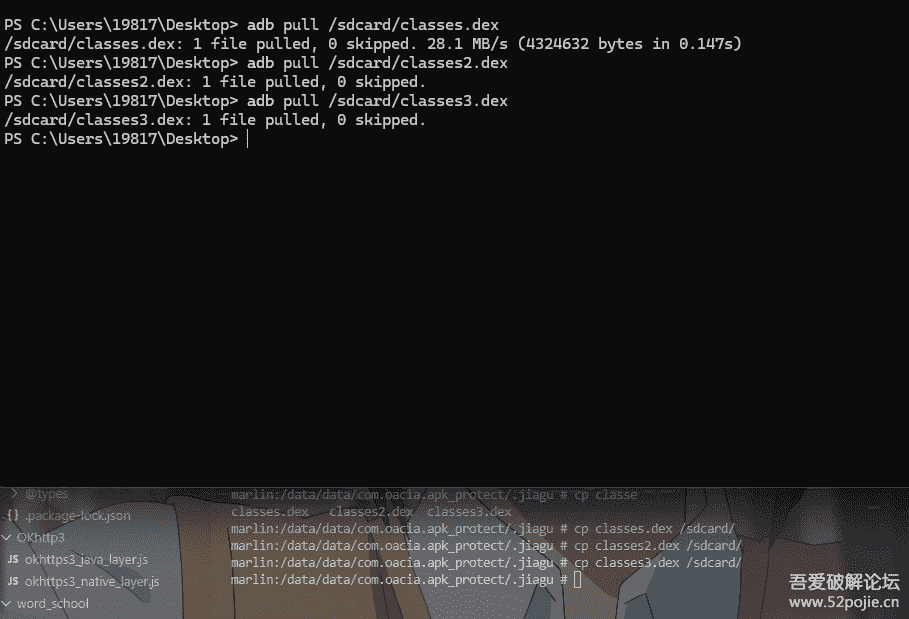 PS C:\Users\19817\Desktop> adb pull /sdcard/classes.dex
/sdcard/classes.dex: 1 file pulled, 0 skipped. 28.1 MB/s (4324632 bytes in 0.147s)
PS C:\Users\19817\Desktop> adb pull /sdcard/classes2.dex
/sdcard/classes2.dex: 1 file pulled, 0 skipped.
PS C:\Users\19817\Desktop> adb pull /sdcard/classes3.dex
/sdcard/classes3.dex: 1 file pulled, 0 skipped.
PS C:\Users\19817\Desktop>
@types
{} .package-lock.json
OKhttp3
JS okhttps3_java_layer.js
JS okhttps3_native_layer.js
word_school
marlin:/data/data/com.oacia.apk_protect/.jiagu # cp classe
classes.dex classes2.dex classes3.dex
marlin:/data/data/com.oacia.apk_protect/.jiagu # cp classes.dex /sdcard/
marlin:/data/data/com.oacia.apk_protect/.jiagu # cp classes2.dex /sdcard/
marlin:/data/data/com.oacia.apk_protect/.jiagu # cp classes3.dex /sdcard/
marlin:/data/data/com.oacia.apk_protect/.jiagu #
吾爱破解论坛
www.52pojie.cn